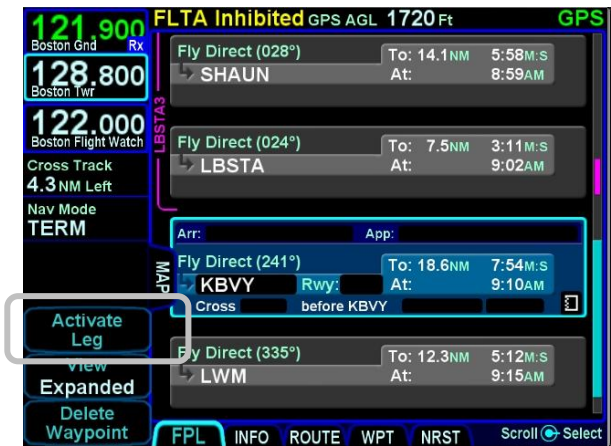 121.900 FLTA Inhibited GPS AGL 1720 Ft GPS
Boston Gnd Rx
128.800
Boston Twr
122.000
Boston Flight Watch
Cross Track
4.3 NM Left
Nav Mode
TERM
LBSTA3
Fly Direct (028°) To: 14.1NM 5:58M:S
SHAUN At: 8:59AM
Fly Direct (024°) To: 7.5NM 3:11M:S
LBSTA At: 9:02AM
Arr: App:
MAP
Fly Direct (241°) To: 18.6NM 7:54M:S
KBVY Rwy: At: 9:10AM
Cross before KBVY
Fly Direct (335°) To: 12.3NM 5:12M:S
LWM At: 9:15AM
Activate
Leg
View
Expanded
Delete
Waypoint
FPL INFO ROUTE WPT NRST Scroll Select